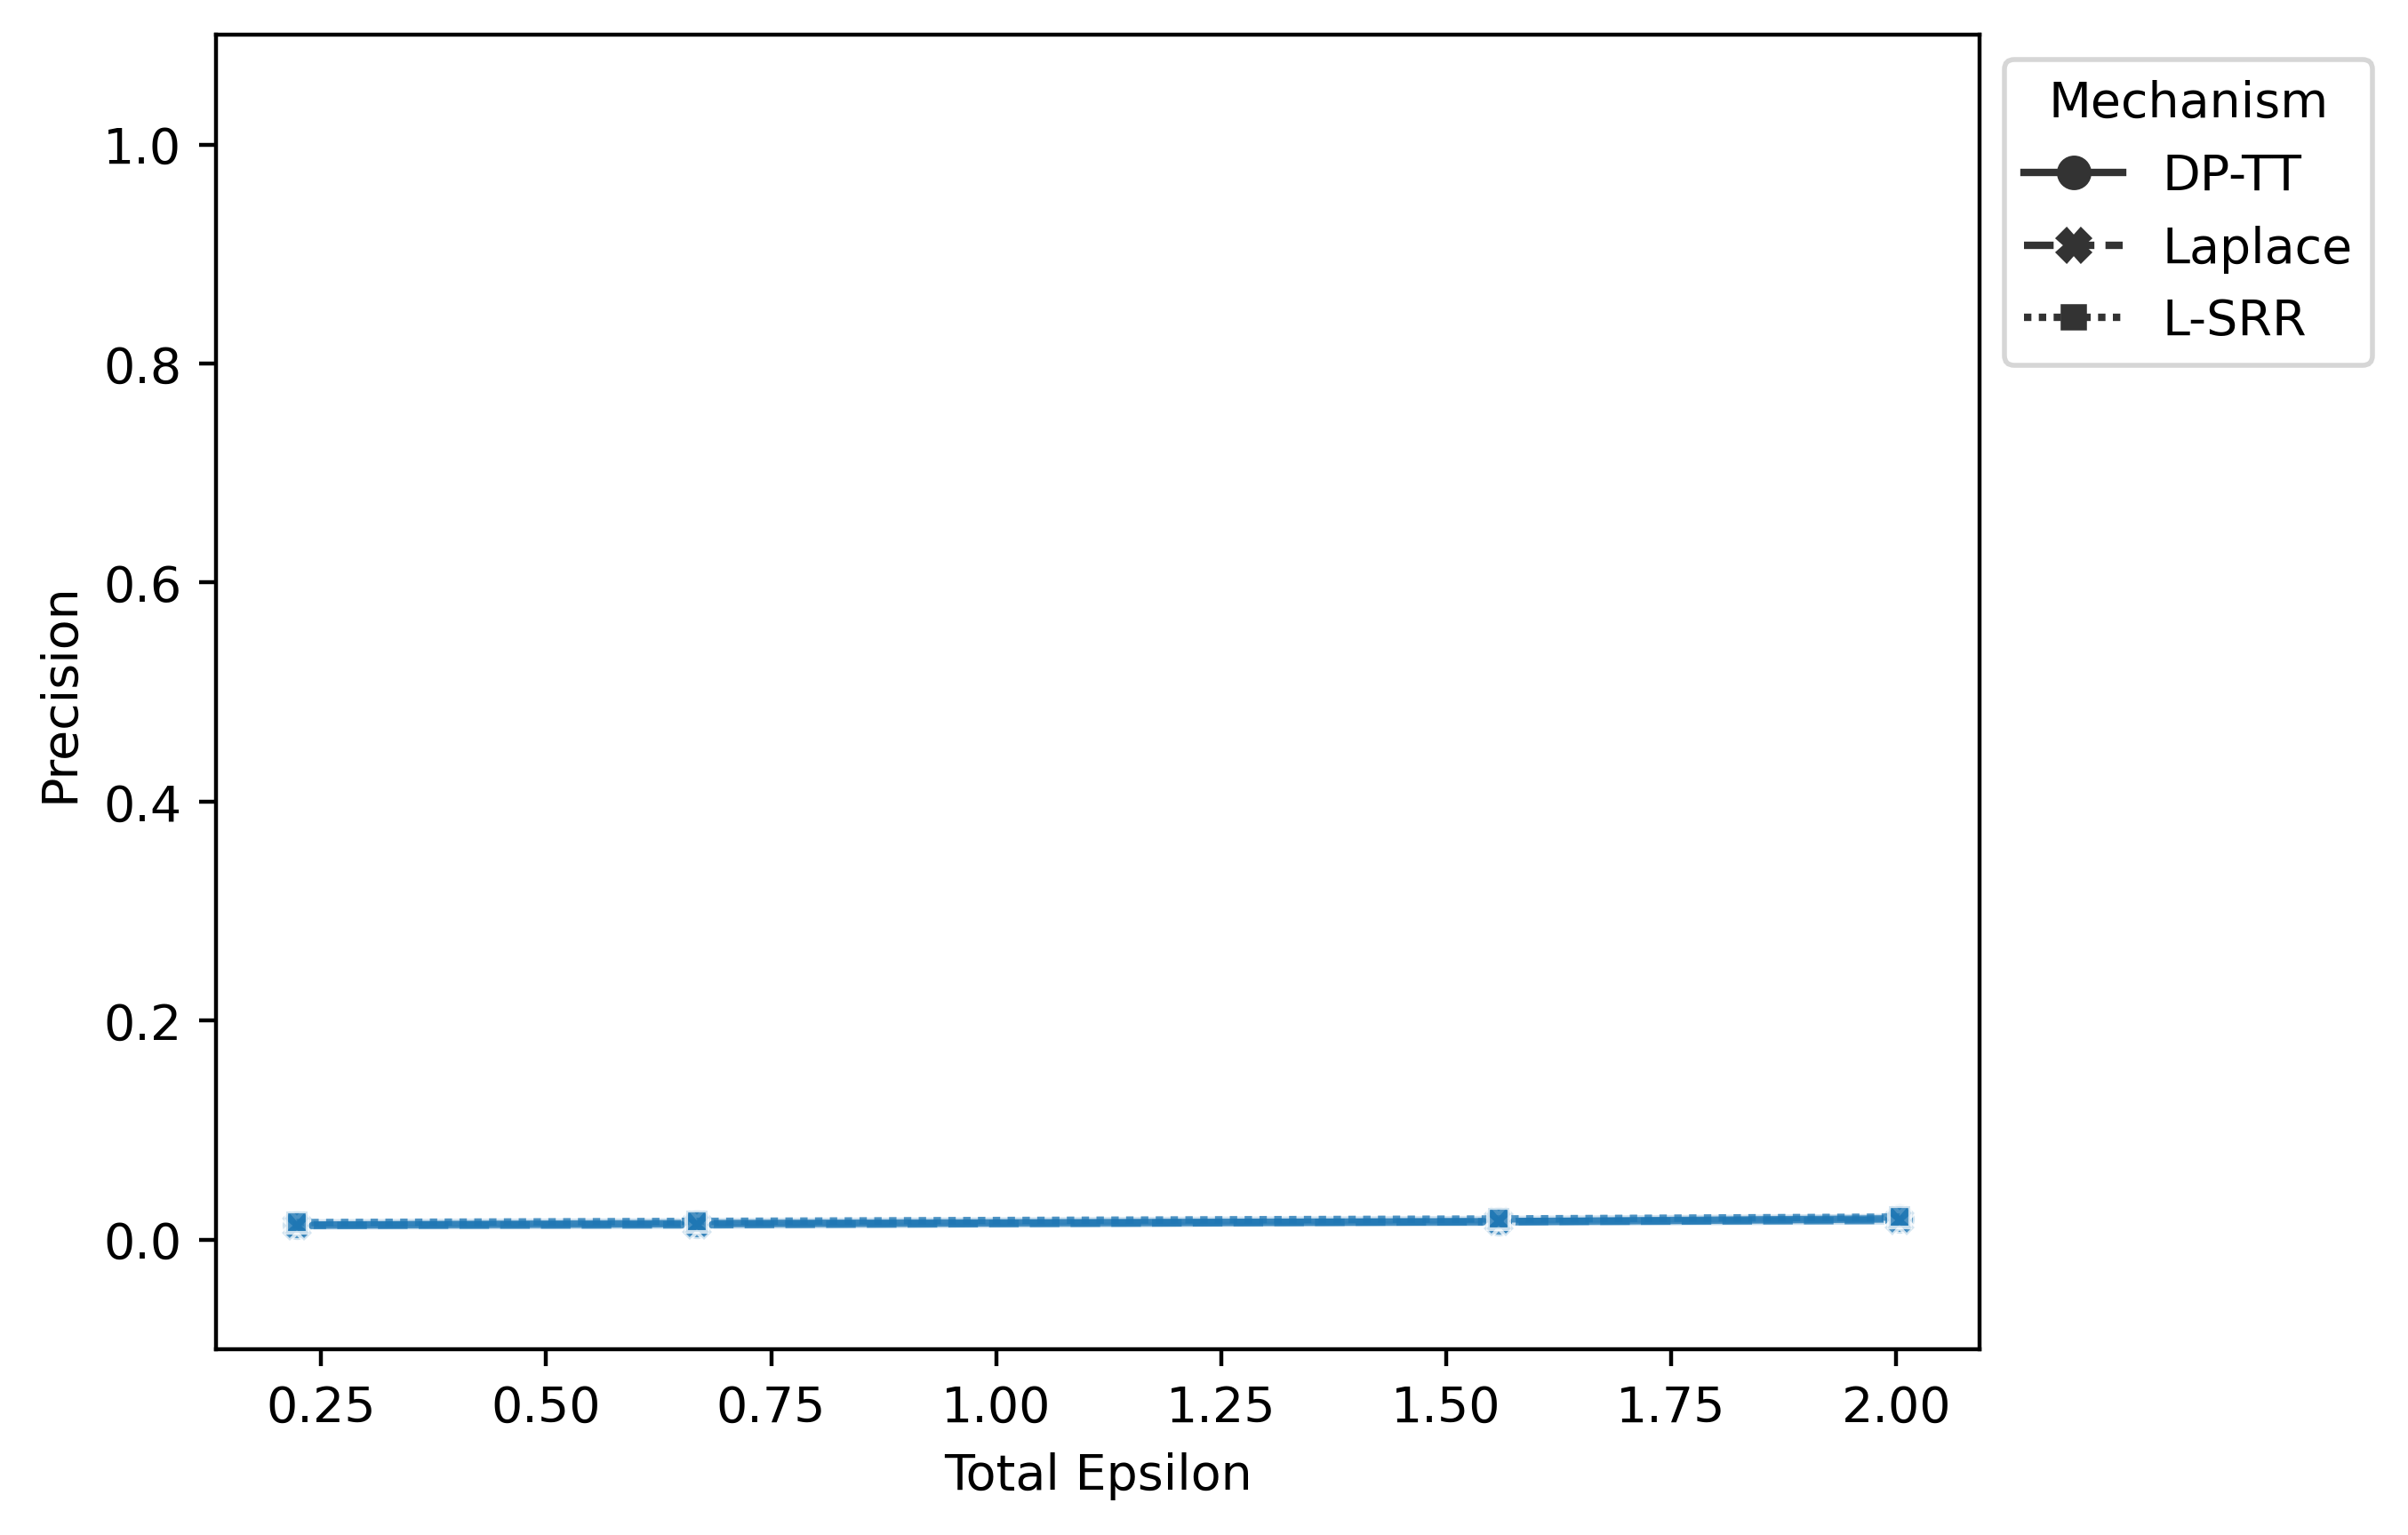 Mechanism
DP-TT
Laplace
L-SRR
Precision
1.0
0.8
0.6
0.4
0.2
0.0
0.25 0.50 0.75 1.00 1.25 1.50 1.75 2.00
Total Epsilon